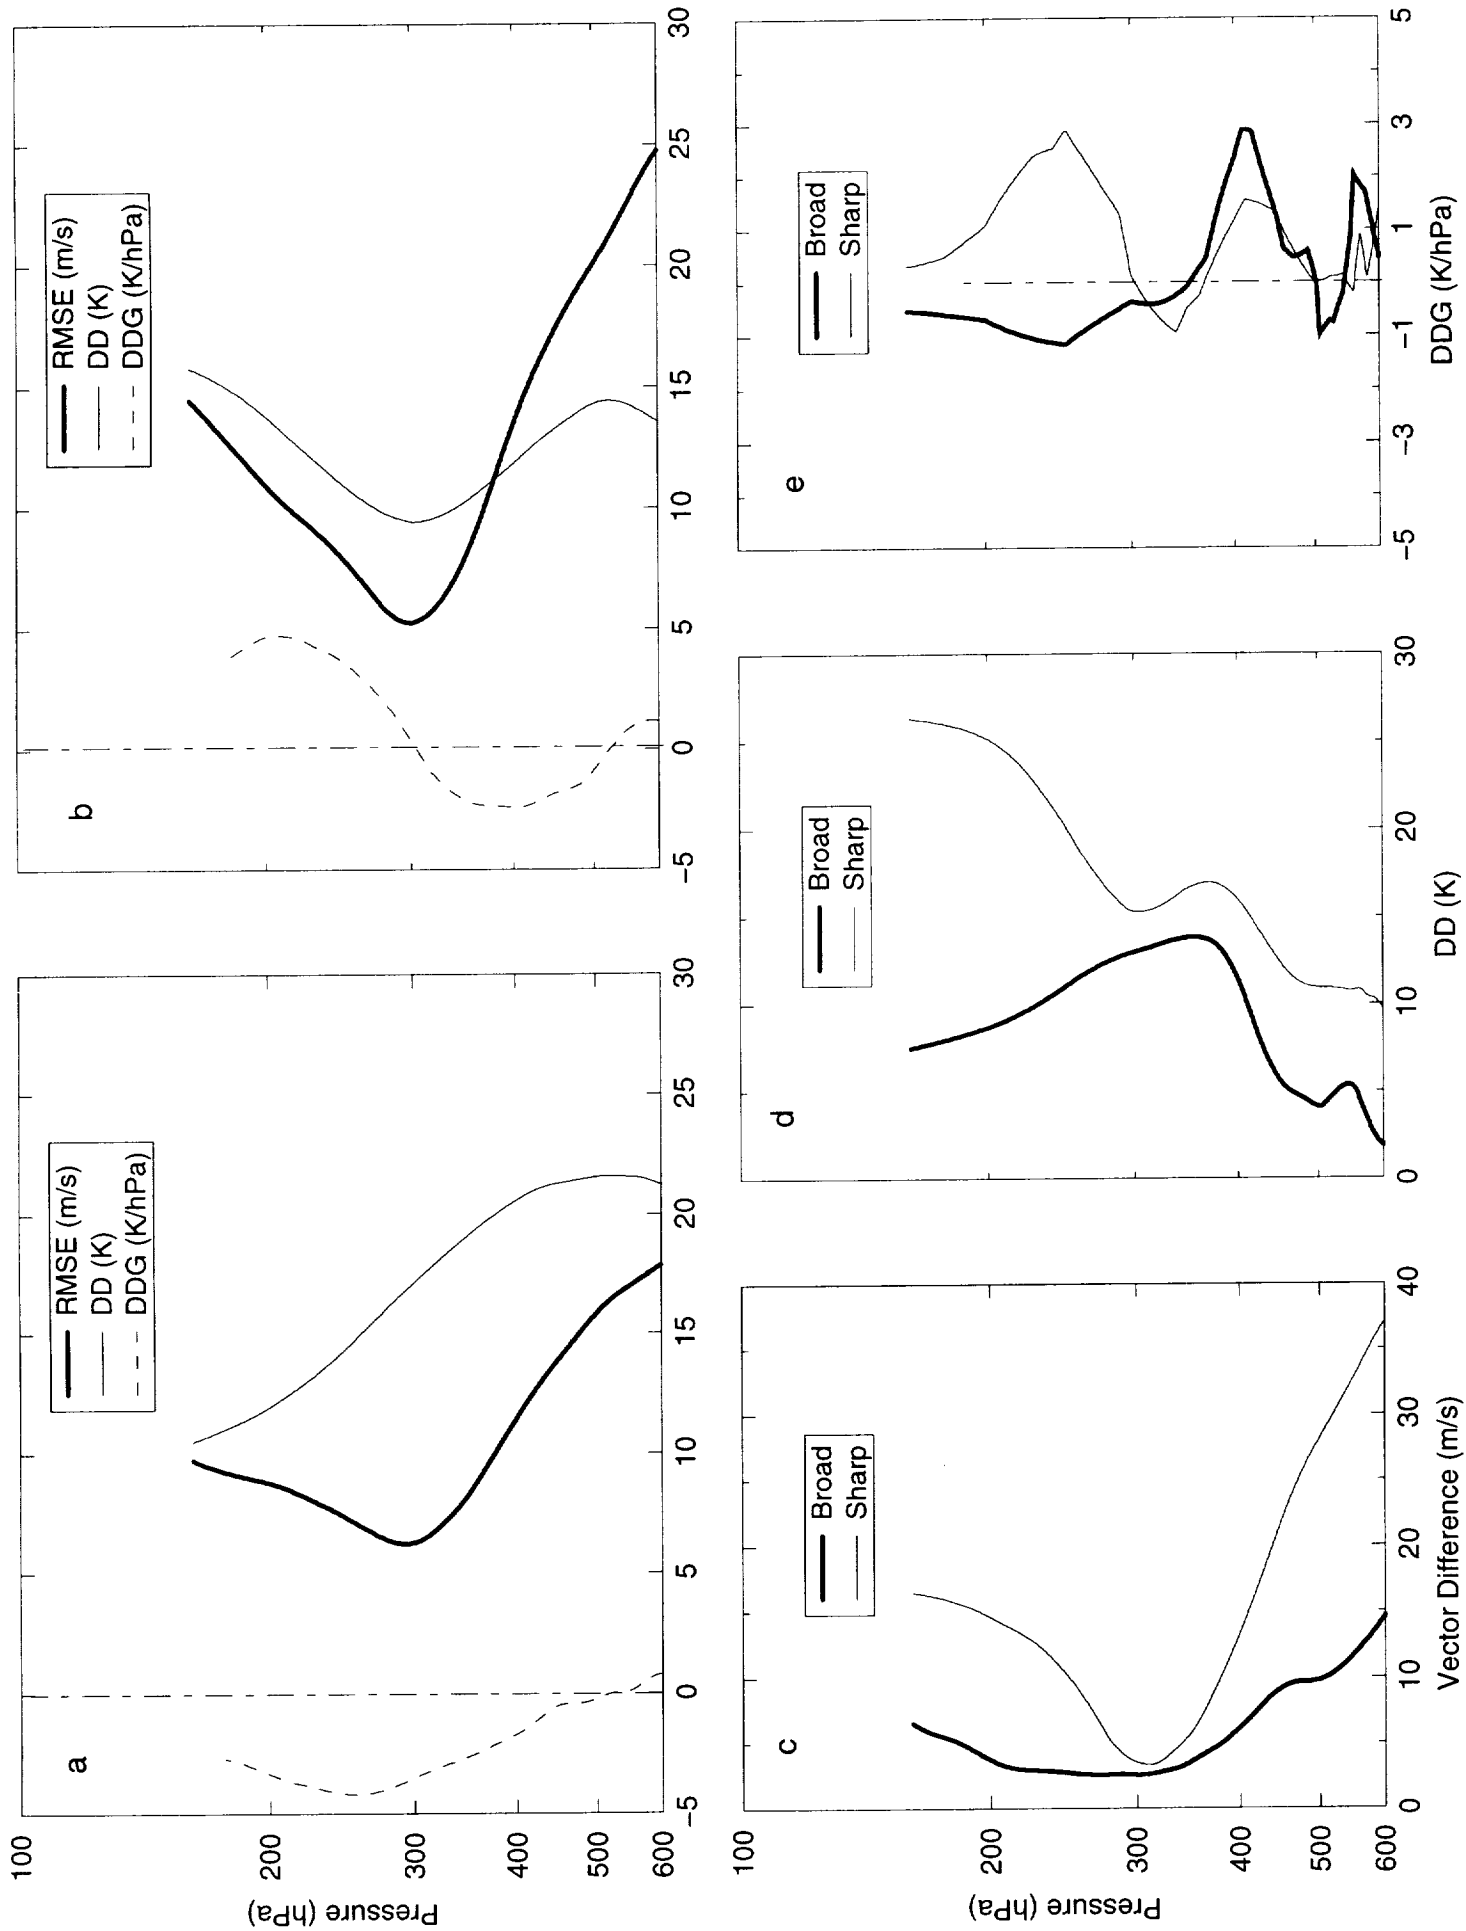 a
RMSE (m/s)
DD (K)
DDG (K/hPa)
100
200
300
400
500
600
Pressure (hPa)
−5
0
5
10
15
20
25
30
b
RMSE (m/s)
DD (K)
DDG (K/hPa)
−5
0
5
10
15
20
25
30
c
Broad
Sharp
100
200
300
400
500
600
Pressure (hPa)
0
10
20
30
40
Vector Difference (m/s)
d
Broad
Sharp
0
10
20
30
DD (K)
e
Broad
Sharp
−5
−3
−1
1
3
5
DDG (K/hPa)